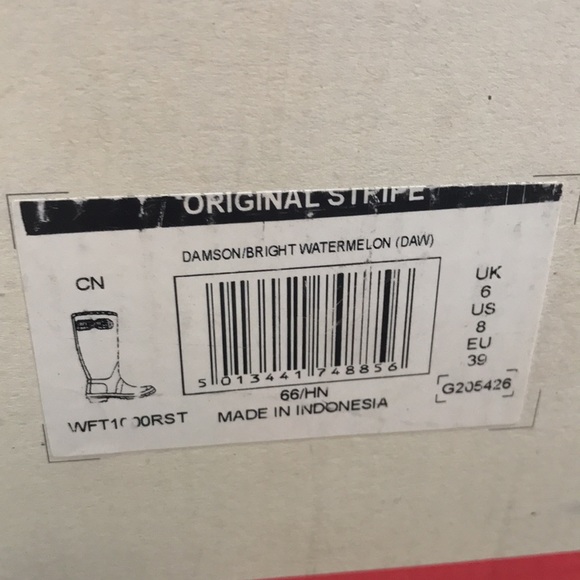 ORIGINAL STRIPE
DAMSON/BRIGHT WATERMELON (DAW)
CN
UK
6
US
8
EU
39
5 013441 748856
66/HN
MADE IN INDONESIA
G205426